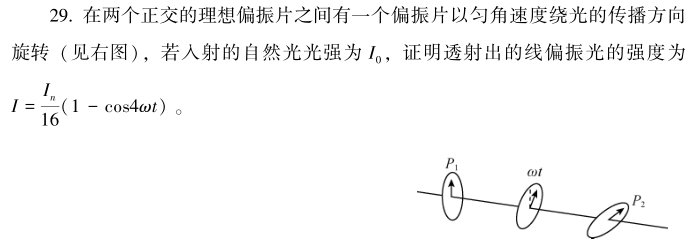 29. 在两个正交的理想偏振片之间有一个偏振片以匀角速度绕光的传播方向
旋转(见右图),若入射的自然光光强为 I₀,证明透射出的线偏振光的强度为
I = Iₙ/16 (1 - cos4ωt) 。
P₁
ωt
P₂